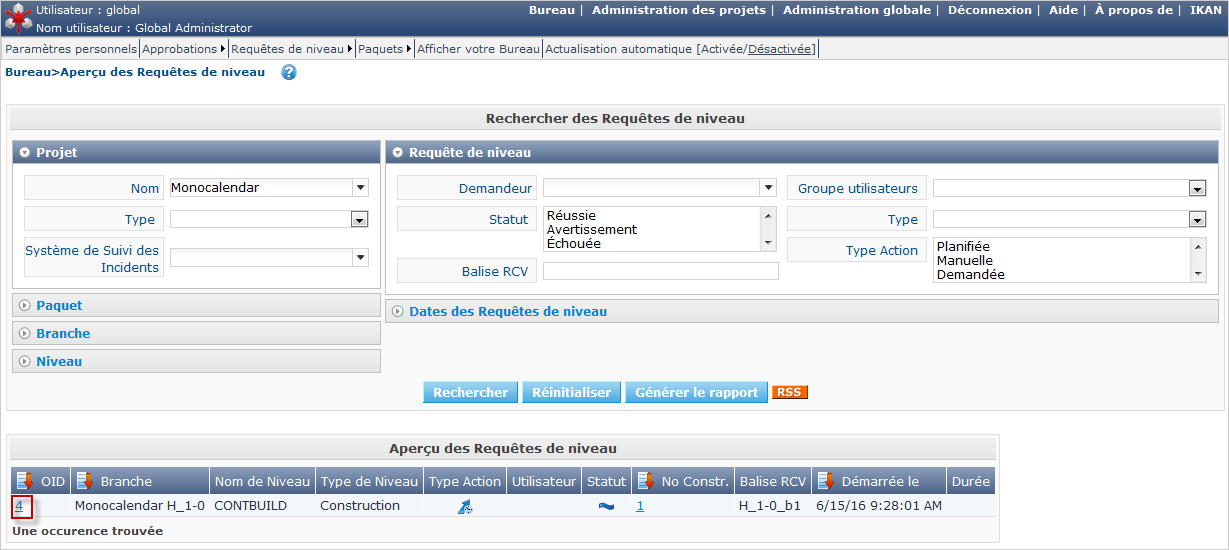 Utilisateur : global
Nom utilisateur : Global Administrator
Bureau | Administration des projets | Administration globale | Déconnexion | Aide | À propos de | IKAN
Paramètres personnels Approbations Requêtes de niveau Paquets Afficher votre Bureau Actualisation automatique [Activée/Désactivée]
Bureau>Aperçu des Requêtes de niveau ?
Rechercher des Requêtes de niveau
Projet
Nom Monocalendar
Type
Système de Suivi des
Incidents
Paquet
Branche
Niveau
Requête de niveau
Demandeur
Groupe utilisateurs
Statut
Réussie
Avertissement
Échouée
Type
Balise RCV
Type Action
Planifiée
Manuelle
Demandée
Dates des Requêtes de niveau
Rechercher Réinitialiser Générer le rapport RSS
Aperçu des Requêtes de niveau
OID Branche Nom de Niveau Type de Niveau Type Action Utilisateur Statut No Constr. Balise RCV Démarrée le Durée
4 Monocalendar H_1-0 CONTBUILD Construction 1 H_1-0_b1 6/15/16 9:28:01 AM
Une occurence trouvée